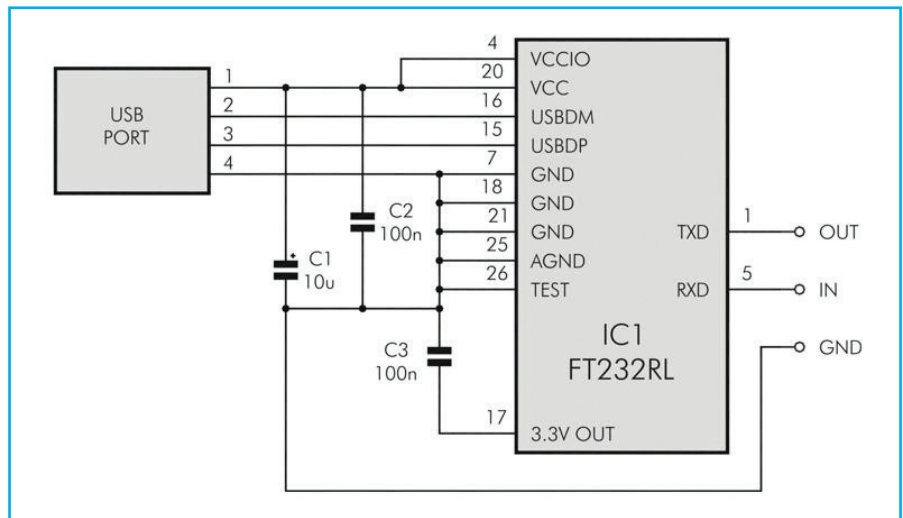 USB
PORT
1
2
3
4
4
20
16
15
7
18
21
25
26
17
VCCIO
VCC
USBDM
USBDP
GND
GND
GND
AGND
TEST
3.3V OUT
TXD
RXD
IC1
FT232RL
1
5
OUT
IN
GND
C2
100n
C1
10u
C3
100n
+